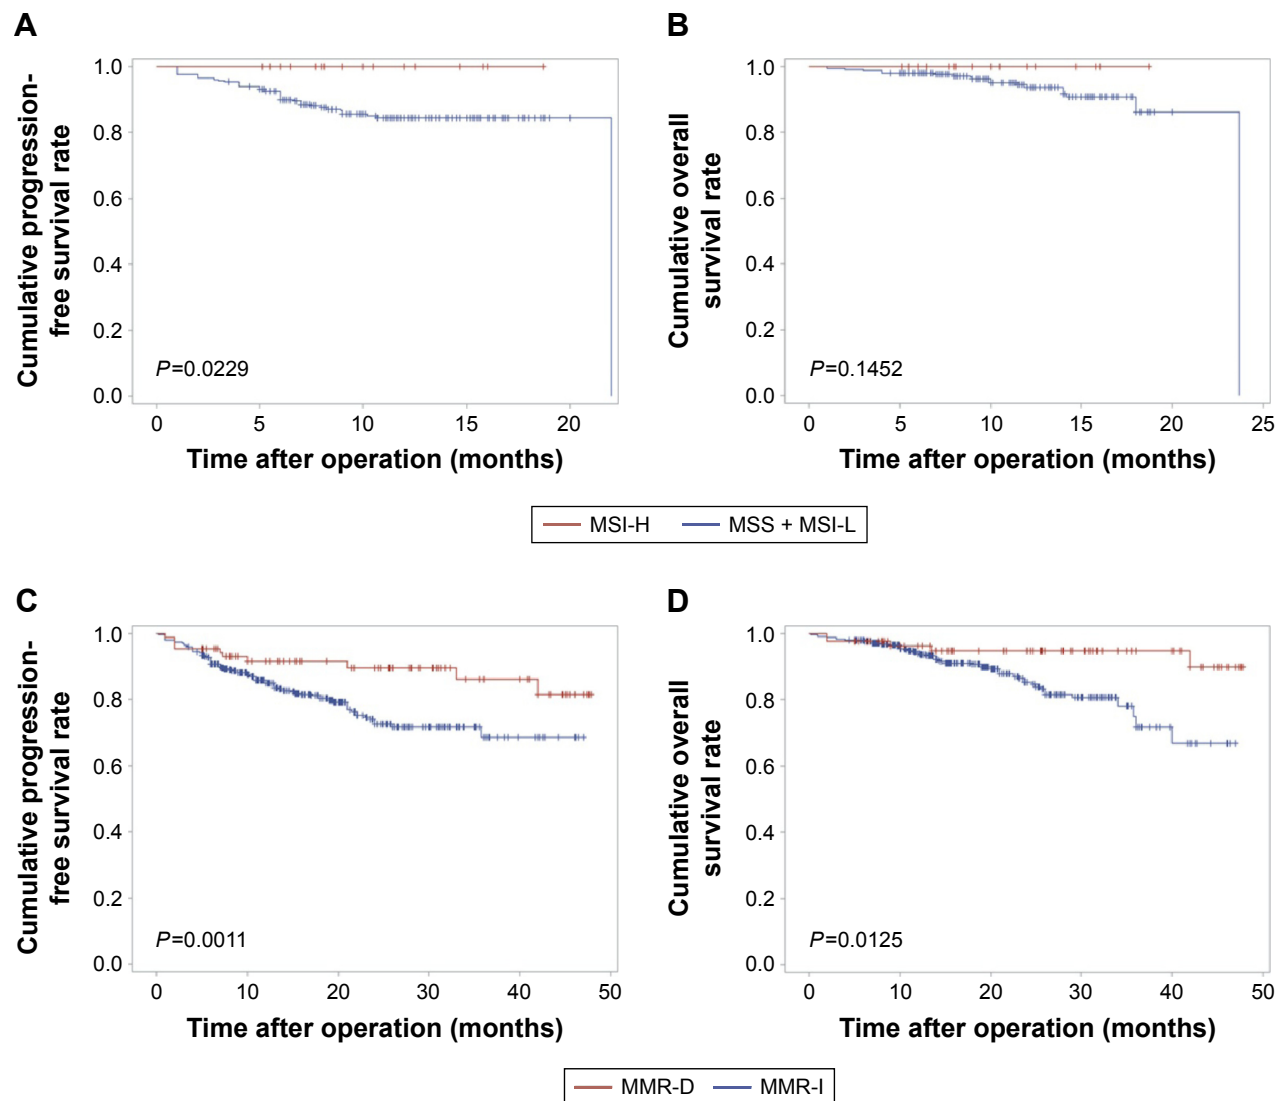 A
Cumulative progression-
free survival rate
1.0
0.8
0.6
0.4
0.2
0.0
P=0.0229
0 5 10 15 20
Time after operation (months)
B
Cumulative overall
survival rate
1.0
0.8
0.6
0.4
0.2
0.0
P=0.1452
0 5 10 15 20 25
Time after operation (months)
MSI-H MSS + MSI-L
C
Cumulative progression-
free survival rate
1.0
0.8
0.6
0.4
0.2
0.0
P=0.0011
0 10 20 30 40 50
Time after operation (months)
D
Cumulative overall
survival rate
1.0
0.8
0.6
0.4
0.2
0.0
P=0.0125
0 10 20 30 40 50
Time after operation (months)
MMR-D MMR-I